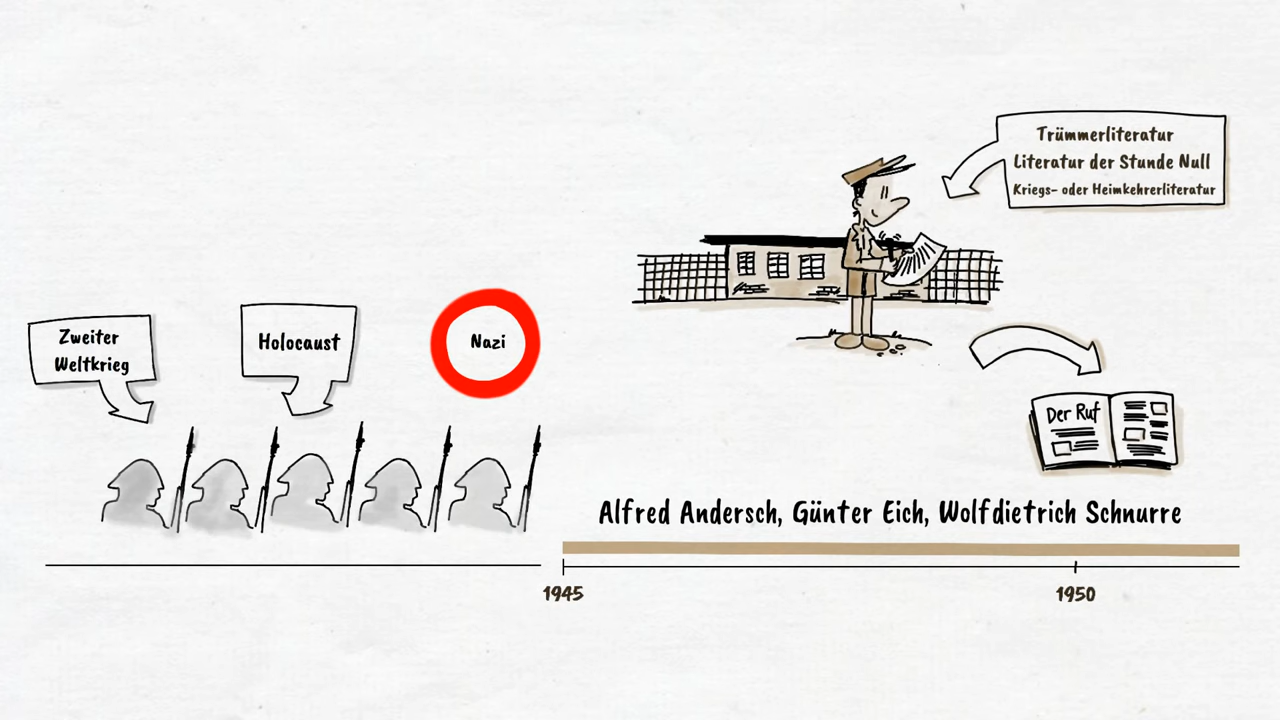 Zweiter
Weltkrieg
Holocaust
Nazi
Trümmerliteratur
Literatur der Stunde Null
Kriegs- oder Heimkehrerliteratur
Der Ruf
Alfred Andersch, Günter Eich, Wolfdietrich Schnurre
1945
1950